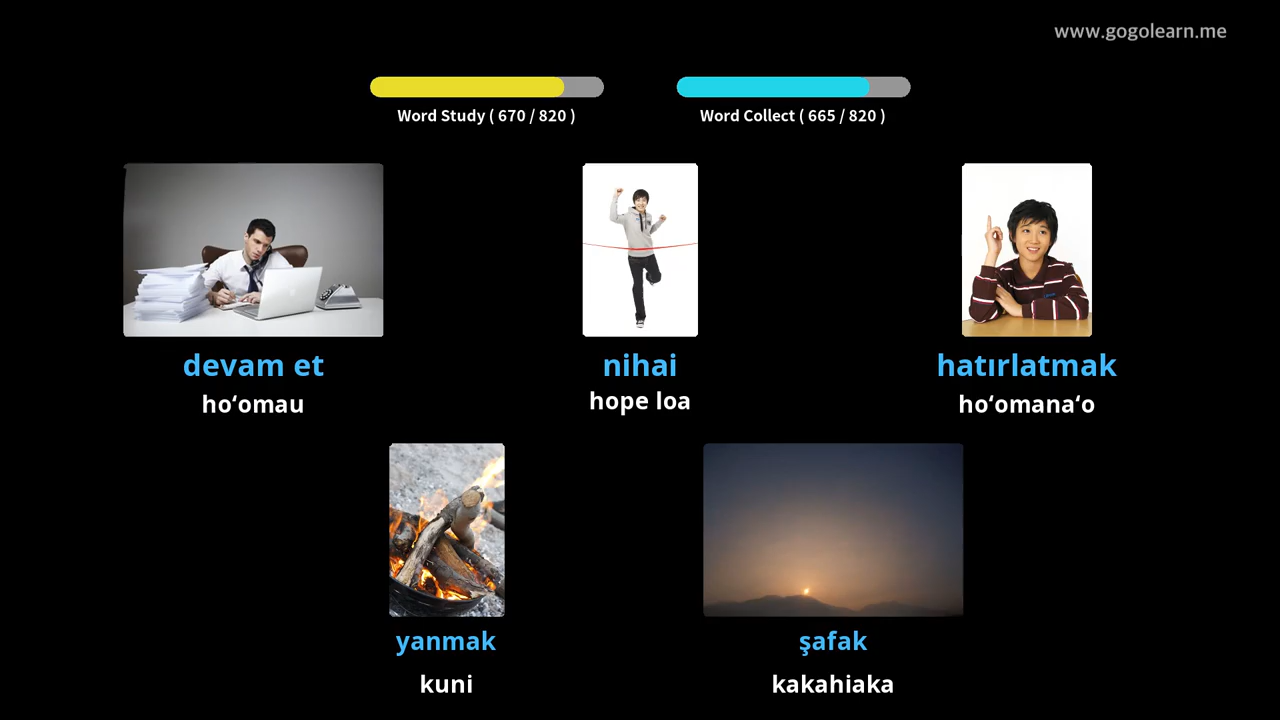 www.gogolearn.me
Word Study ( 670 / 820 )
Word Collect ( 665 / 820 )
devam et
hoʻomau
nihai
hope loa
hatırlatmak
hoʻomanaʻo
yanmak
kuni
şafak
kakahiaka